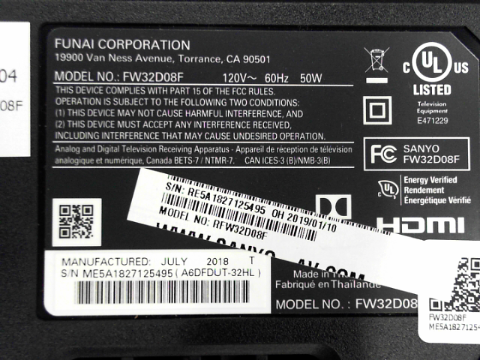 04
08F
FUNAI CORPORATION
19900 Van Ness Avenue, Torrance, CA 90501
MODEL NO.: FW32D08F 120V~ 60Hz 50W
THIS DEVICE COMPLIES WITH PART 15 OF THE FCC RULES.
OPERATION IS SUBJECT TO THE FOLLOWING TWO CONDITIONS:
(1) THIS DEVICE MAY NOT CAUSE HARMFUL INTERFERENCE, AND
(2) THIS DEVICE MUST ACCEPT ANY INTERFERENCE,
INCLUDING INTERFERENCE THAT MAY CAUSE UNDESIRED OPERATION.
Analog and Digital Television Receiving Apparatus - Appareil de réception de télévision
analogique et numérique, Canada BETS-7 / NTMR-7. CAN ICES-3 (B)/NMB-3(B)
C UL US
LISTED
Television
Equipment
E471229
FC SANYO
FW32D08F
Energy Verified
Rendement
Énergétique Vérifié
HDMI
S/N: RE5A1827125495 OH 2019/01/10
MODEL NO: RFW32D08F
MANUFACTURED: JULY 2018 T
S/N ME5A1827125495 ( A6DFDUT-32HL )
Made in
Fabriqué en Thaïlande
MODEL NO.: FW32D08
FW32D08F
ME5A18271254